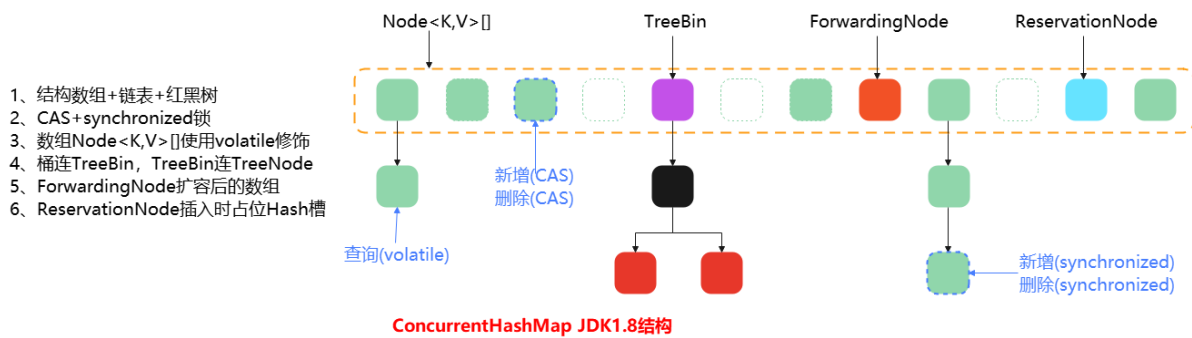 Node<K,V>[]
TreeBin
ForwardingNode
ReservationNode
1、结构数组+链表+红黑树
2、CAS+synchronized锁
3、数组Node<K,V>[]使用volatile修饰
4、桶连TreeBin，TreeBin连TreeNode
5、ForwardingNode扩容后的数组
6、ReservationNode插入时占位Hash槽
新增(CAS)
删除(CAS)
查询(volatile)
新增(synchronized)
删除(synchronized)
ConcurrentHashMap JDK1.8结构